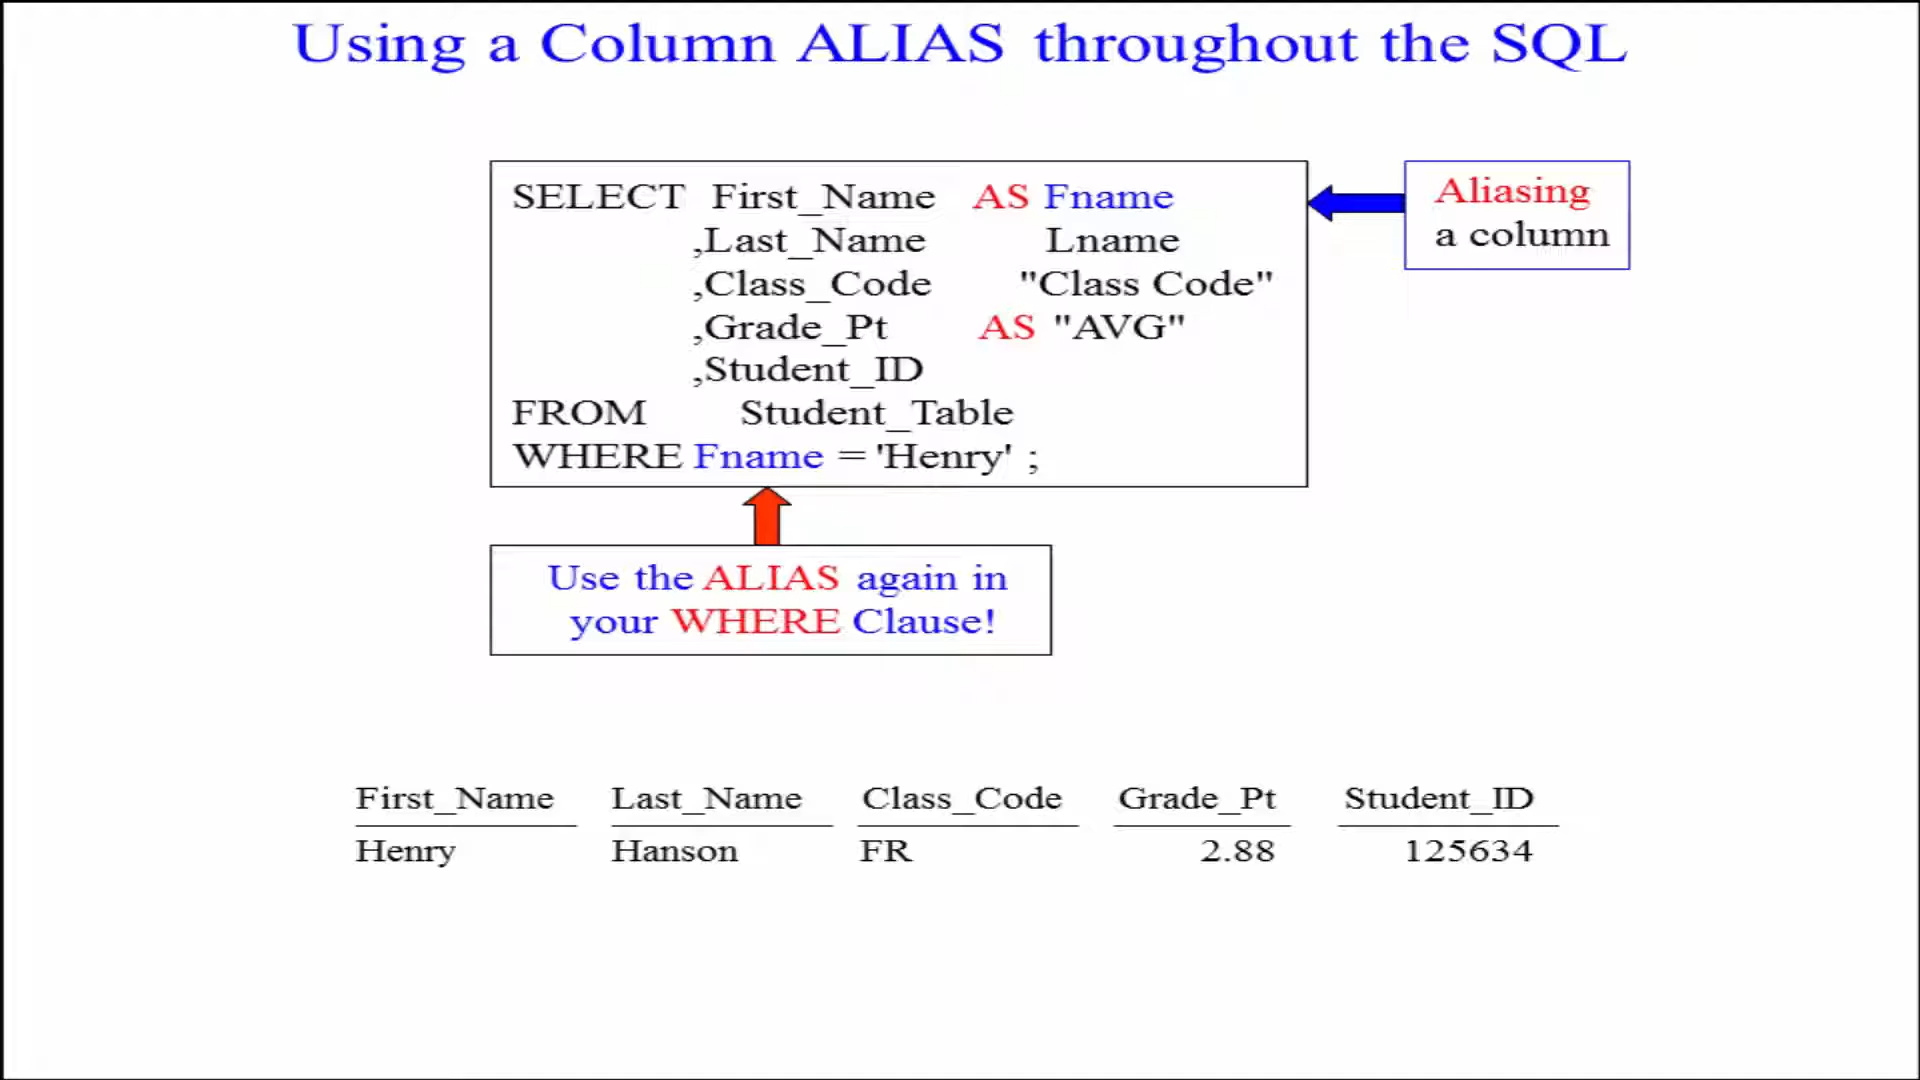 Using a Column ALIAS throughout the SQL
SELECT First_Name AS Fname
,Last_Name Lname
,Class_Code "Class Code"
,Grade_Pt AS "AVG"
,Student_ID
FROM Student_Table
WHERE Fname = 'Henry' ;
Aliasing
a column
Use the ALIAS again in
your WHERE Clause!
First_Name Last_Name Class_Code Grade_Pt Student_ID
Henry Hanson FR 2.88 125634